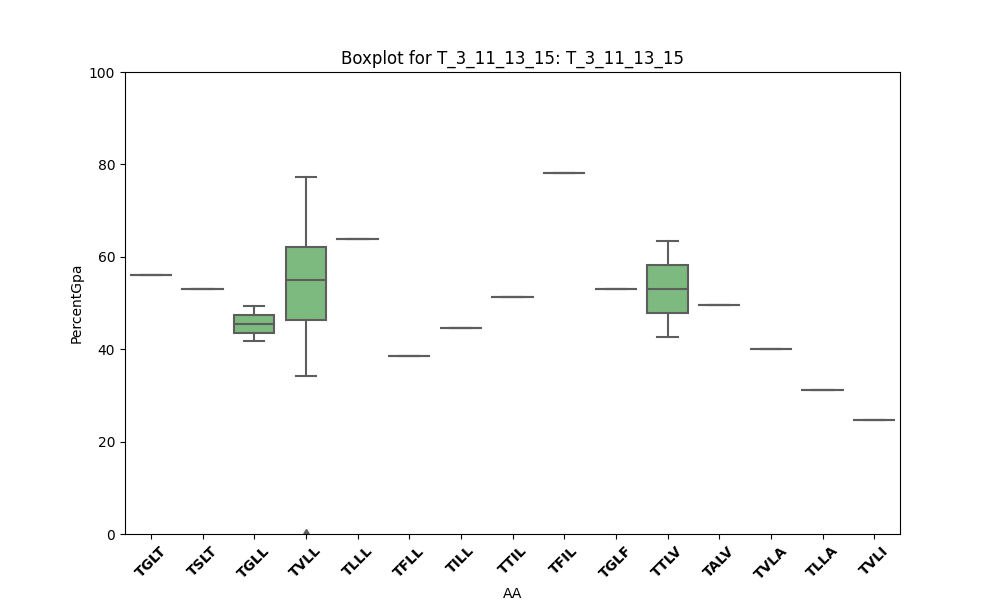 Boxplot for T_3_11_13_15: T_3_11_13_15
100
80
60
40
20
0
PercentGpa
TGLT
TSLT
TGLL
TVLL
TLLL
TFLL
TILL
TTIL
TFIL
TGLF
TTLV
TALV
TVLA
TLLA
TVLI
AA